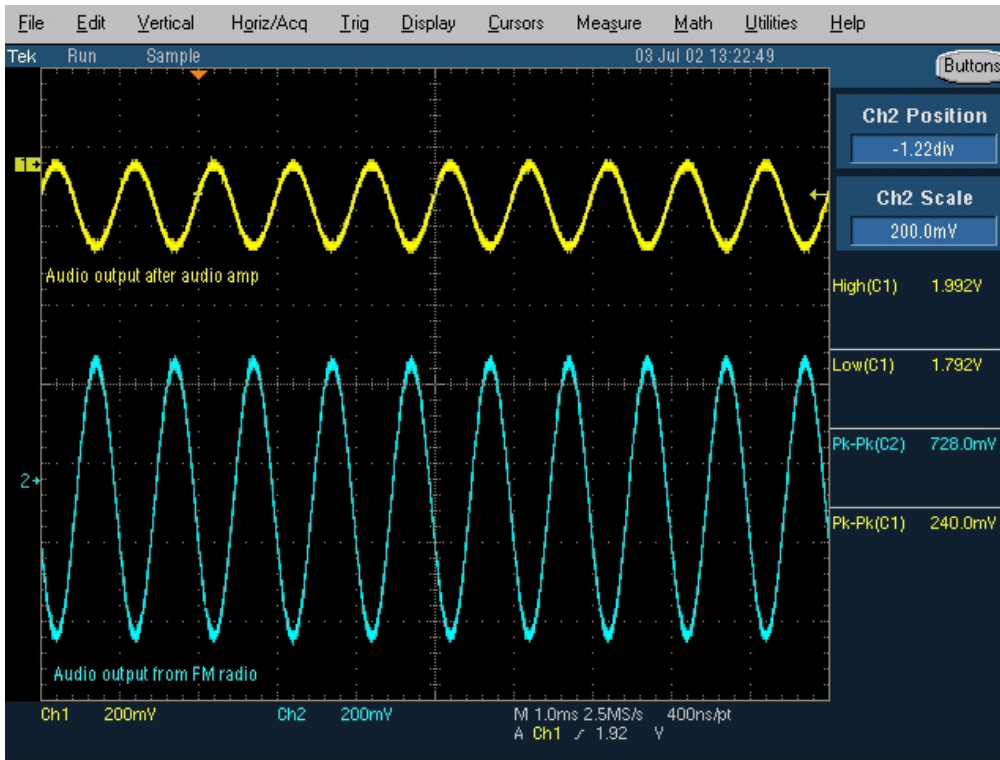 File Edit Vertical Horiz/Acq Trig Display Cursors Measure Math Utilities Help
Tek Run Sample 03 Jul 02 13:22:49
Buttons
Ch2 Position
-1.22div
Ch2 Scale
200.0mV
1
Audio output after audio amp
High(C1) 1.992V
Low(C1) 1.792V
Pk-Pk(C2) 728.0mV
2
Pk-Pk(C1) 240.0mV
Audio output from FM radio
Ch1 200mV Ch2 200mV M 1.0ms 2.5MS/s 400ns/pt
A Ch1 / 1.92 V